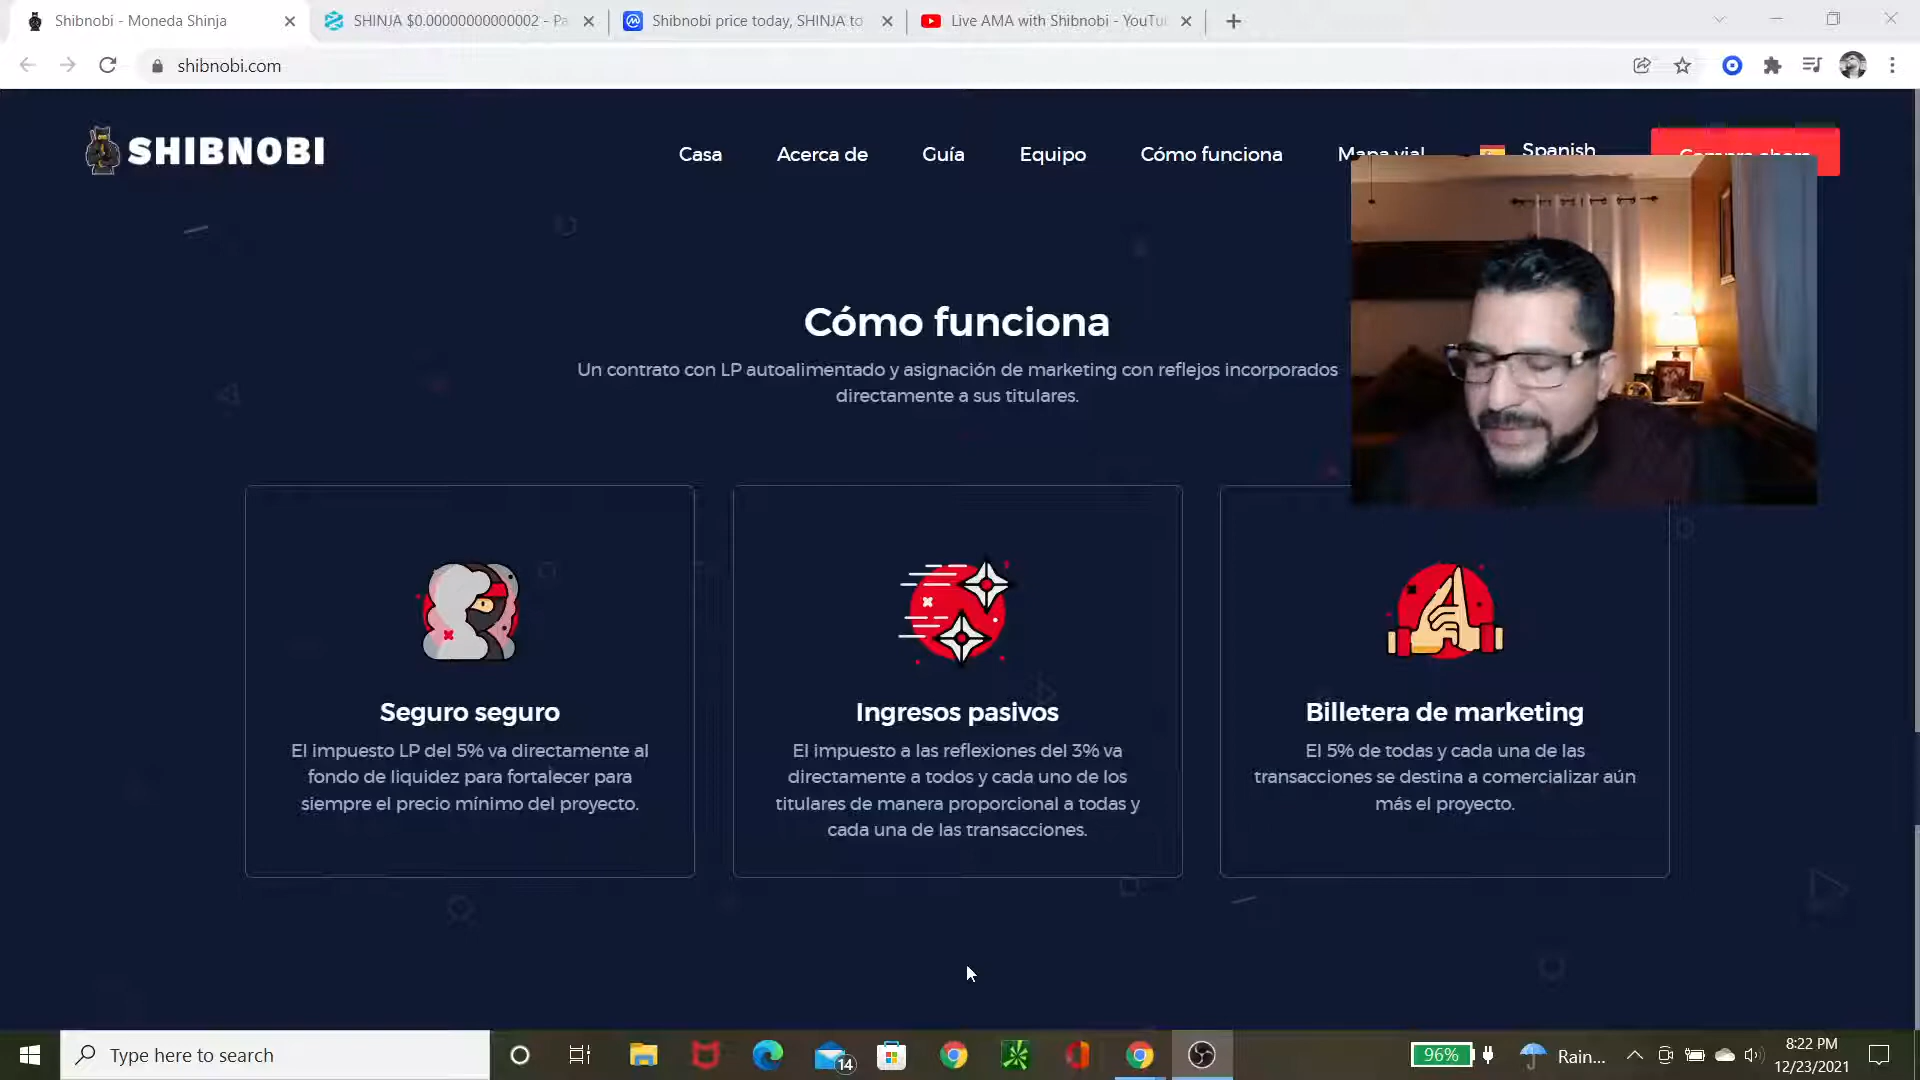 Shibnobi - Moneda Shinja
SHINJA $0.00000000000002 - Pa
Shibnobi price today, SHINJA to
Live AMA with Shibnobi - YouTu
shibnobi.com
SHIBNOBI
Casa
Acerca de
Guía
Equipo
Cómo funciona
Mapa vial
Spanish
Cómo funciona
Un contrato con LP autoalimentado y asignación de marketing con reflejos incorporados
directamente a sus titulares.
Seguro seguro
El impuesto LP del 5% va directamente al
fondo de liquidez para fortalecer para
siempre el precio mínimo del proyecto.
Ingresos pasivos
El impuesto a las reflexiones del 3% va
directamente a todos y cada uno de los
titulares de manera proporcional a todas y
cada una de las transacciones.
Billetera de marketing
El 5% de todas y cada una de las
transacciones se destina a comercializar aún
más el proyecto.
Type here to search
14
96%
Rain...
8:22 PM
12/23/2021